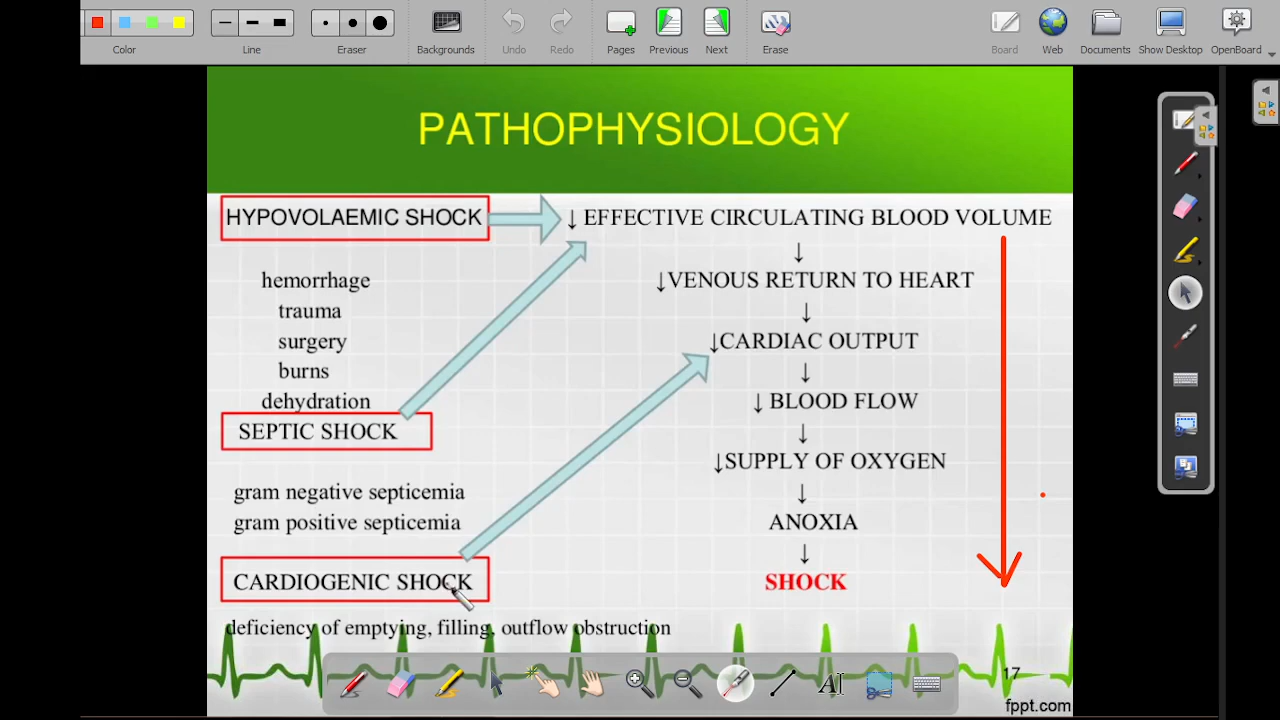 Color
Line
Eraser
Backgrounds
Undo
Redo
Pages
Previous
Next
Erase
Board
Web
Documents
Show Desktop
OpenBoard
PATHOPHYSIOLOGY
HYPOVOLAEMIC SHOCK
↓ EFFECTIVE CIRCULATING BLOOD VOLUME
↓
hemorrhage
↓VENOUS RETURN TO HEART
trauma
↓
surgery
↓CARDIAC OUTPUT
burns
↓
dehydration
↓ BLOOD FLOW
SEPTIC SHOCK
↓
↓SUPPLY OF OXYGEN
gram negative septicemia
↓
gram positive septicemia
ANOXIA
↓
CARDIOGENIC SHOCK
SHOCK
deficiency of emptying, filling, outflow obstruction
17
fppt.com